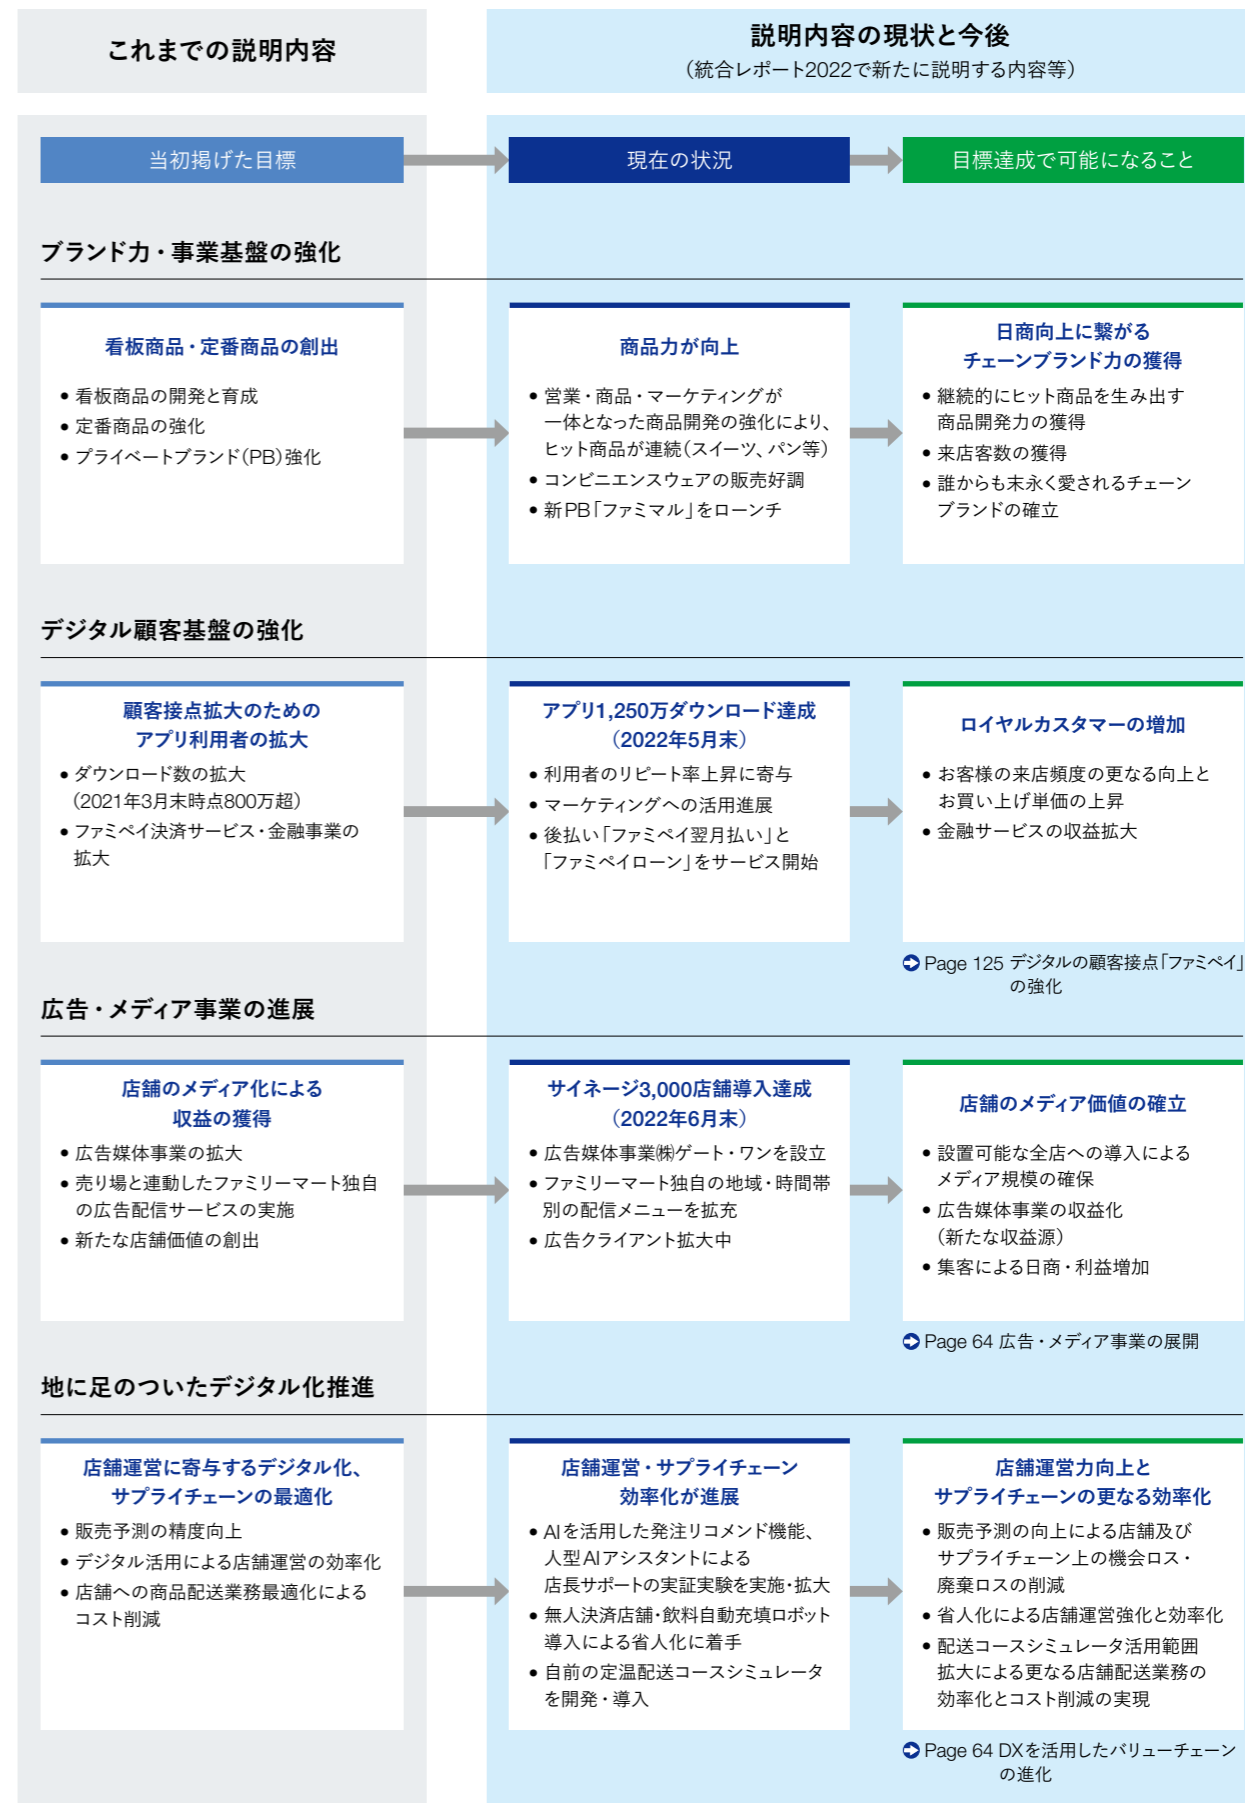 これまでの説明内容
説明内容の現状と今後
（統合レポート2022で新たに説明する内容等）
当初掲げた目標
現在の状況
目標達成で可能になること
ブランド力・事業基盤の強化
看板商品・定番商品の創出
● 看板商品の開発と育成
● 定番商品の強化
● プライベートブランド（PB）強化
商品力が向上
● 営業・商品・マーケティングが
一体となった商品開発の強化により、
ヒット商品が連続（スイーツ、パン等）
● コンビニエンスウェアの販売好調
● 新PB「ファミマル」をローンチ
日商向上に繋がる
チェーンブランド力の獲得
● 継続的にヒット商品を生み出す
商品開発力の獲得
● 来店客数の獲得
● 誰からも末永く愛されるチェーン
ブランドの確立
デジタル顧客基盤の強化
顧客接点拡大のための
アプリ利用者の拡大
● ダウンロード数の拡大
（2021年3月末時点800万超）
● ファミペイ決済サービス・金融事業の
拡大
アプリ1,250万ダウンロード達成
（2022年5月末）
● 利用者のリピート率上昇に寄与
● マーケティングへの活用進展
● 後払い「ファミペイ翌月払い」と
「ファミペイローン」をサービス開始
ロイヤルカスタマーの増加
● お客様の来店頻度の更なる向上と
お買い上げ単価の上昇
● 金融サービスの収益拡大
Page 125 デジタルの顧客接点「ファミペイ」
の強化
広告・メディア事業の進展
店舗のメディア化による
収益の獲得
● 広告媒体事業の拡大
● 売り場と連動したファミリーマート独自
の広告配信サービスの実施
● 新たな店舗価値の創出
サイネージ3,000店舗導入達成
（2022年6月末）
● 広告媒体事業㈱ゲート・ワンを設立
● ファミリーマート独自の地域・時間帯
別の配信メニューを拡充
● 広告クライアント拡大中
店舗のメディア価値の確立
● 設置可能な全店への導入による
メディア規模の確保
● 広告媒体事業の収益化
（新たな収益源）
● 集客による日商・利益増加
Page 64 広告・メディア事業の展開
地に足のついたデジタル化推進
店舗運営に寄与するデジタル化、
サプライチェーンの最適化
● 販売予測の精度向上
● デジタル活用による店舗運営の効率化
● 店舗への商品配送業務最適化による
コスト削減
店舗運営・サプライチェーン
効率化が進展
● AIを活用した発注リコメンド機能、
人型AIアシスタントによる
店長サポートの実証実験を実施・拡大
● 無人決済店舗・飲料自動充填ロボット
導入による省人化に着手
● 自前の定温配送コースシミュレータ
を開発・導入
店舗運営力向上と
サプライチェーンの更なる効率化
● 販売予測の向上による店舗及び
サプライチェーン上の機会ロス・
廃棄ロスの削減
● 省人化による店舗運営強化と効率化
● 配送コースシミュレータ活用範囲
拡大による更なる店舗配送業務の
効率化とコスト削減の実現
Page 64 DXを活用したバリューチェーン
の進化